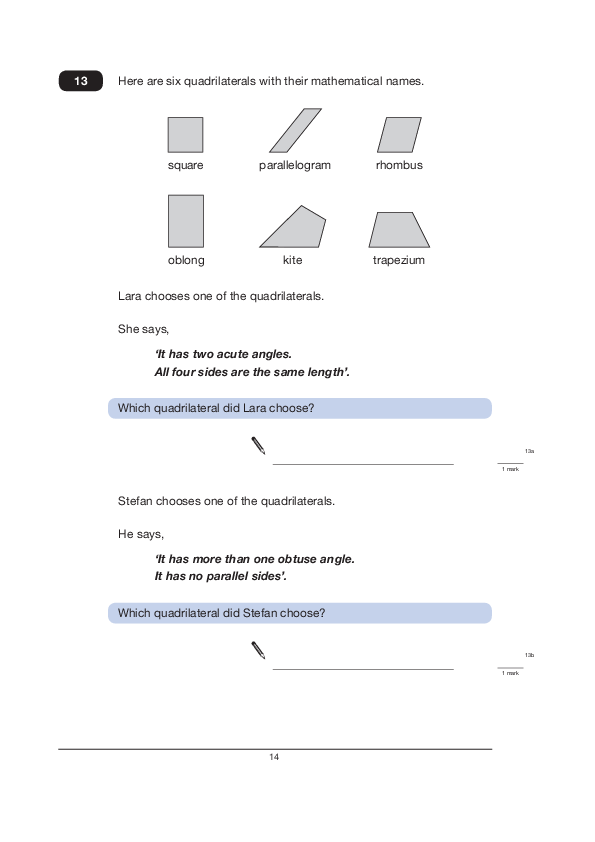 13
Here are six quadrilaterals with their mathematical names.
square
parallelogram
rhombus
oblong
kite
trapezium
Lara chooses one of the quadrilaterals.
She says,
‘It has two acute angles.
All four sides are the same length’.
Which quadrilateral did Lara choose?
13a
1 mark
Stefan chooses one of the quadrilaterals.
He says,
‘It has more than one obtuse angle.
It has no parallel sides’.
Which quadrilateral did Stefan choose?
13b
1 mark
14